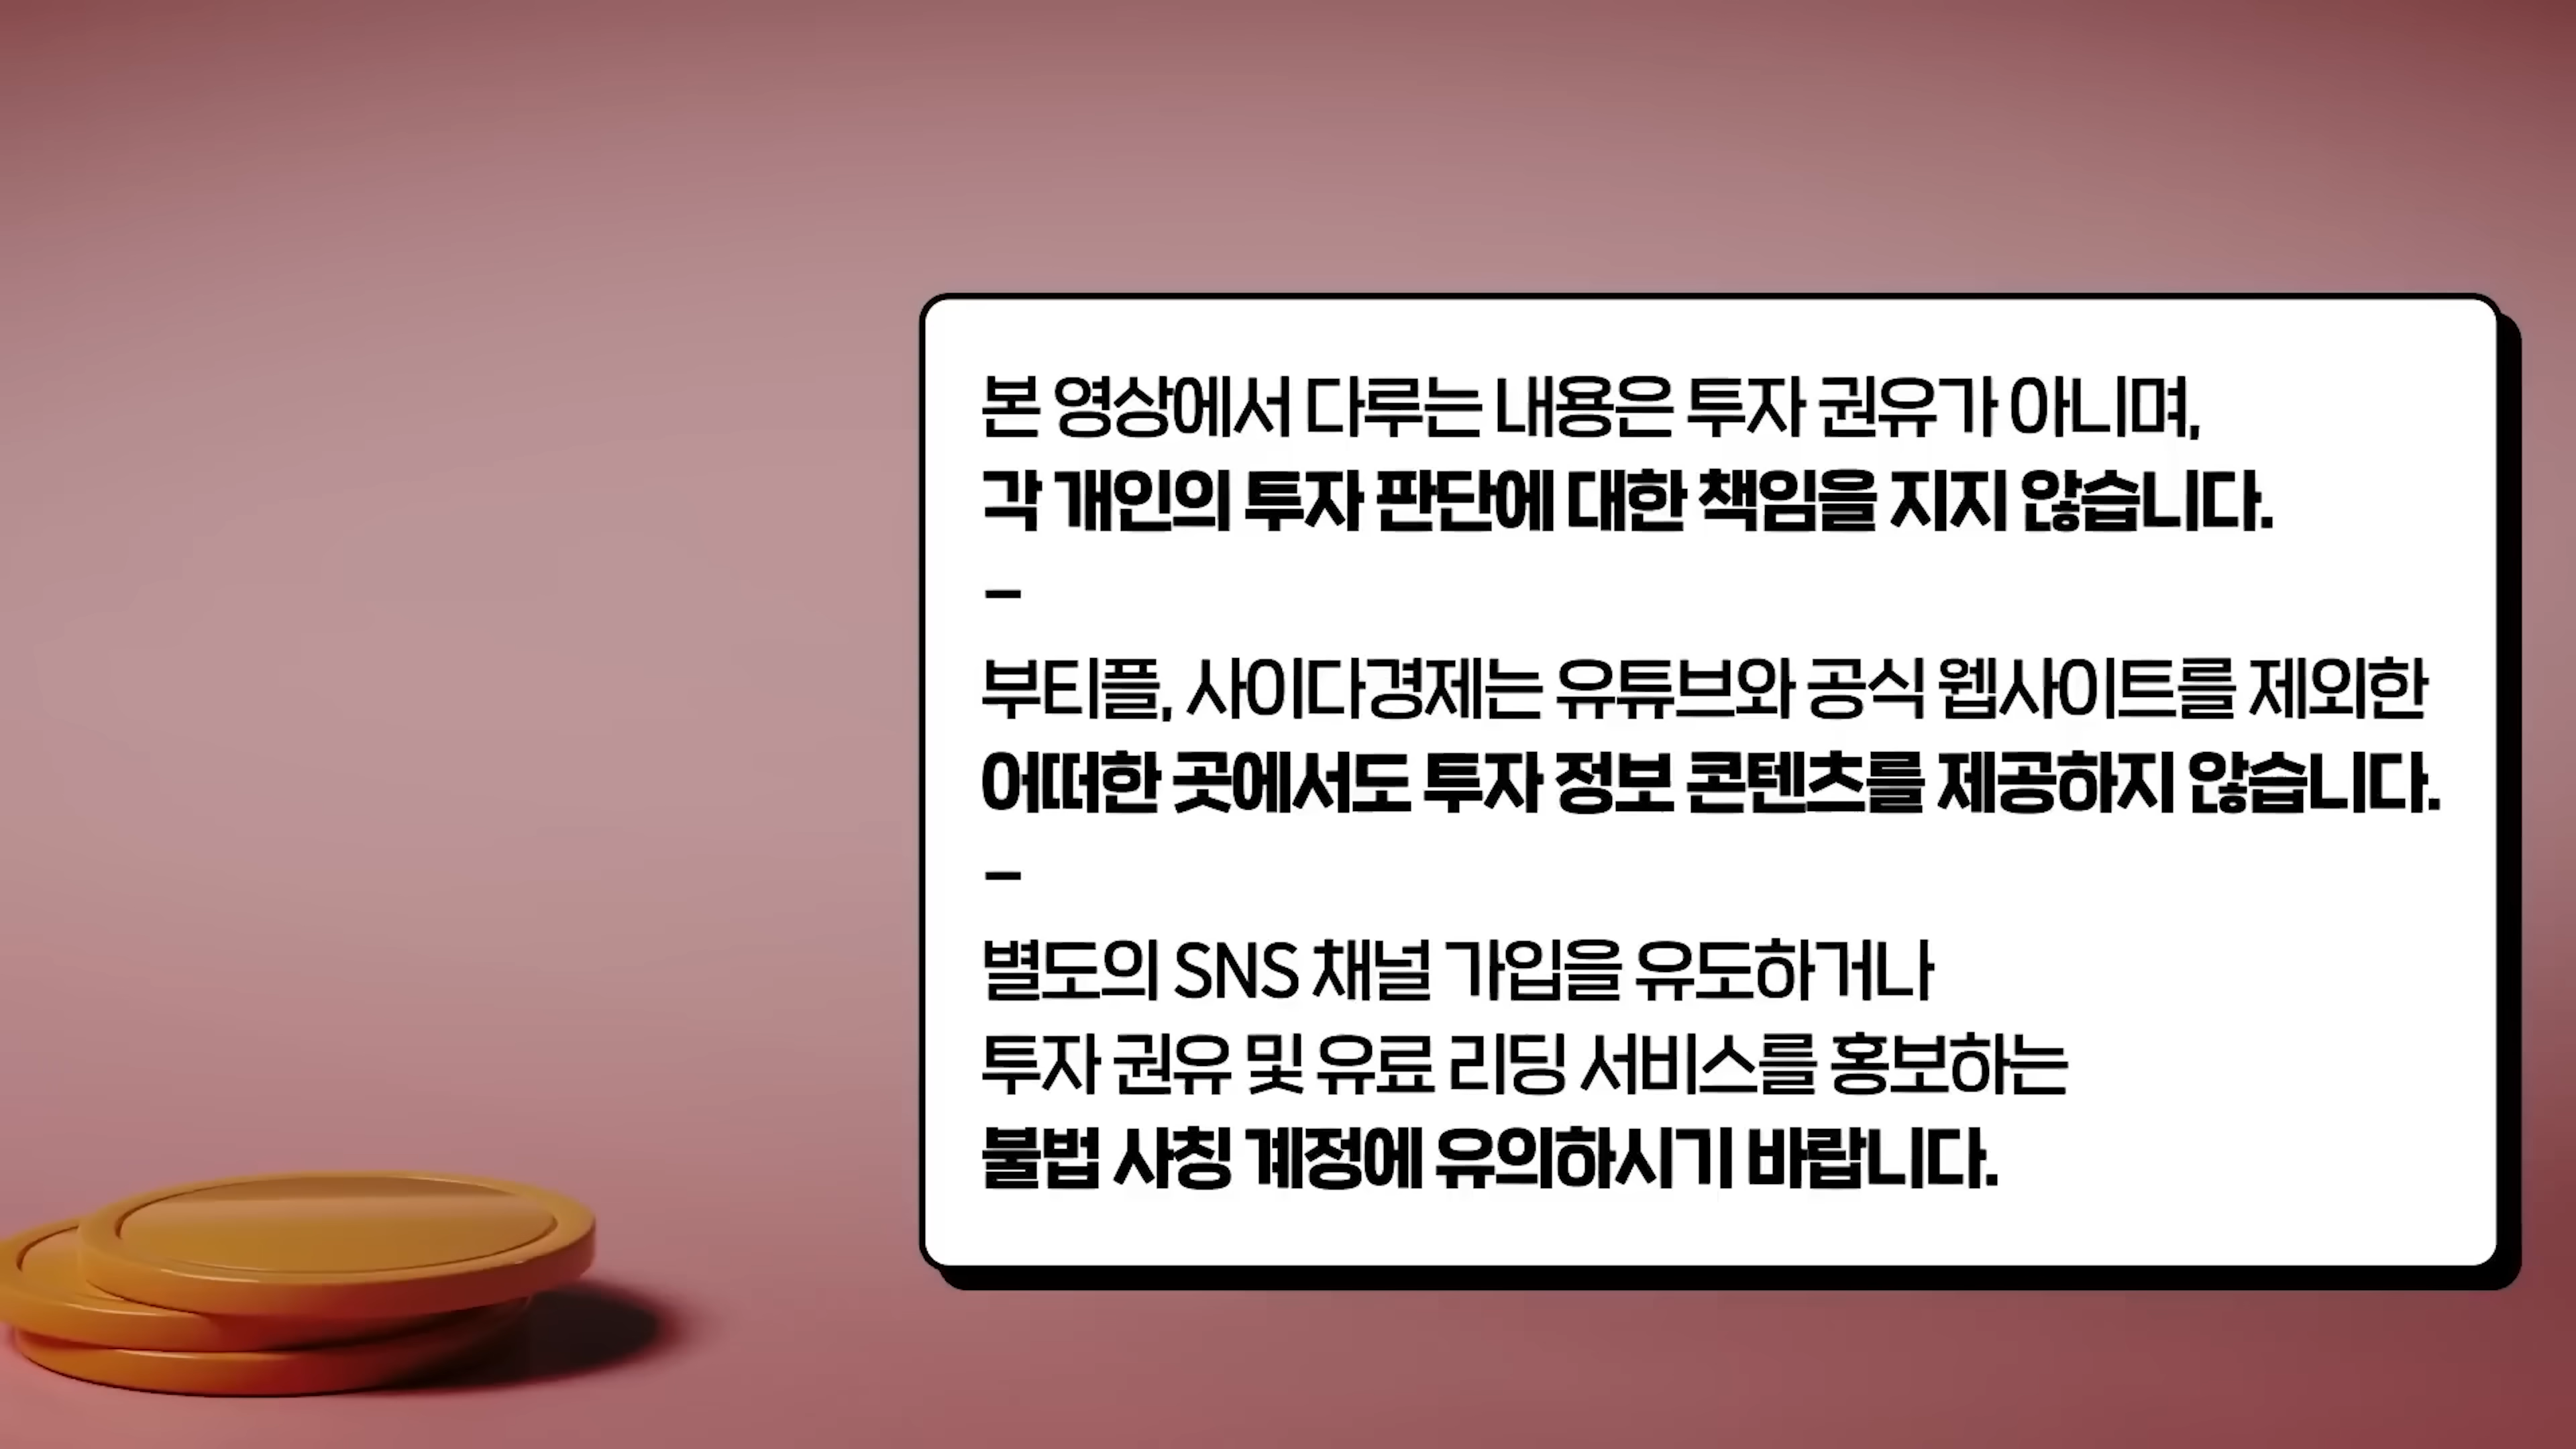 본 영상에서 다루는 내용은 투자 권유가 아니며,
각 개인의 투자 판단에 대한 책임을 지지 않습니다.
–
부티플, 사이다경제는 유튜브와 공식 웹사이트를 제외한
어떠한 곳에서도 투자 정보 콘텐츠를 제공하지 않습니다.
–
별도의 SNS 채널 가입을 유도하거나
투자 권유 및 유료 리딩 서비스를 홍보하는
불법 사칭 계정에 유의하시기 바랍니다.